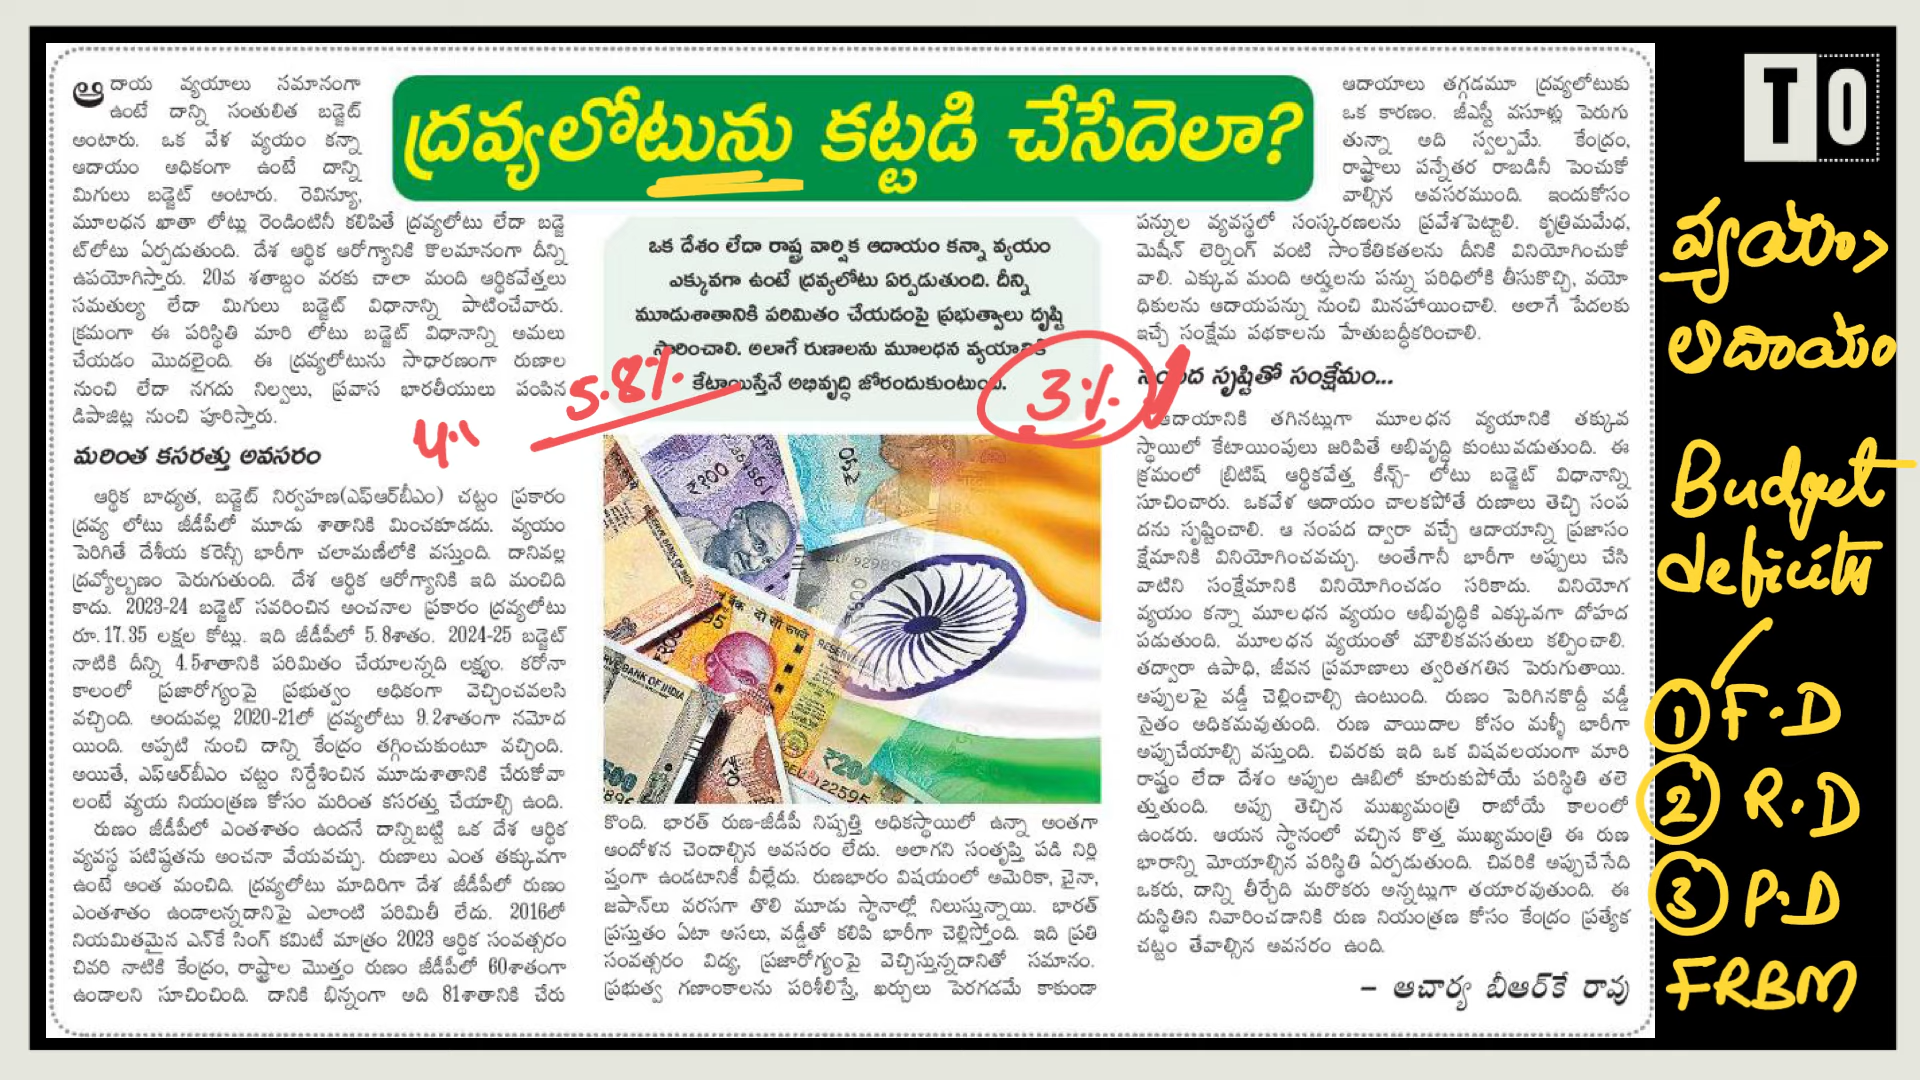 ద్రవ్యలోటును కట్టడి చేసేదెలా?
ఆదాయ వ్యయాలు సమానంగా
ఉంటే దాన్ని సంతులిత బడ్జెట్
అంటారు. ఒక వేళ వ్యయం కన్నా
ఆదాయం అధికంగా ఉంటే దాన్ని
మిగులు బడ్జెట్ అంటారు. రెవిన్యూ,
మూలధన ఖాతా లోట్లు రెండింటినీ కలిపితే ద్రవ్యలోటు లేదా బడ్జె
ట్‌లోటు ఏర్పడుతుంది. దేశ ఆర్థిక ఆరోగ్యానికి కొలమానంగా దీన్ని
ఉపయోగిస్తారు. 20వ శతాబ్దం వరకు చాలా మంది ఆర్థికవేత్తలు
సమతుల్య లేదా మిగులు బడ్జెట్ విధానాన్ని పాటించేవారు.
క్రమంగా ఈ పరిస్థితి మారి లోటు బడ్జెట్ విధానాన్ని అమలు
చేయడం మొదలైంది. ఈ ద్రవ్యలోటును సాధారణంగా రుణాల
నుంచి లేదా నగదు నిల్వలు, ప్రవాస భారతీయులు పంపిన
డిపాజిట్ల నుంచి పూరిస్తారు.
మరింత కసరత్తు అవసరం
ఆర్థిక బాధ్యత, బడ్జెట్ నిర్వహణ(ఎఫ్ఆర్‌బీఎం) చట్టం ప్రకారం
ద్రవ్య లోటు జీడీపీలో మూడు శాతానికి మించకూడదు. వ్యయం
పెరిగితే దేశీయ కరెన్సీ భారీగా చలామణీలోకి వస్తుంది. దానివల్ల
ద్రవ్యోల్బణం పెరుగుతుంది. దేశ ఆర్థిక ఆరోగ్యానికి ఇది మంచిది
కాదు. 2023-24 బడ్జెట్ సవరించిన అంచనాల ప్రకారం ద్రవ్యలోటు
రూ.17.35 లక్షల కోట్లు. ఇది జీడీపీలో 5.8శాతం. 2024-25 బడ్జెట్
నాటికి దీన్ని 4.5శాతానికి పరిమితం చేయాలన్నది లక్ష్యం. కరోనా
కాలంలో ప్రజారోగ్యంపై ప్రభుత్వం అధికంగా వెచ్చించవలసి
వచ్చింది. అందువల్ల 2020-21లో ద్రవ్యలోటు 9.2శాతంగా నమోద
యింది. అప్పటి నుంచి దాన్ని కేంద్రం తగ్గించుకుంటూ వచ్చింది.
అయితే, ఎఫ్ఆర్‌బీఎం చట్టం నిర్దేశించిన మూడుశాతానికి చేరుకోవా
లంటే వ్యయ నియంత్రణ కోసం మరింత కసరత్తు చేయాల్సి ఉంది.
రుణం జీడీపీలో ఎంతశాతం ఉందనే దాన్నిబట్టి ఒక దేశ ఆర్థిక
వ్యవస్థ పటిష్ఠతను అంచనా వేయవచ్చు. రుణాలు ఎంత తక్కువగా
ఉంటే అంత మంచిది. ద్రవ్యలోటు మాదిరిగా దేశ జీడీపీలో రుణం
ఎంతశాతం ఉండాలన్నదానిపై ఎలాంటి పరిమితీ లేదు. 2016లో
నియమితమైన ఎన్‌కే సింగ్ కమిటీ మాత్రం 2023 ఆర్థిక సంవత్సరం
చివరి నాటికి కేంద్రం, రాష్ట్రాల మొత్తం రుణం జీడీపీలో 60శాతంగా
ఉండాలని సూచించింది. దానికి భిన్నంగా అది 81శాతానికి చేరు
ఒక దేశం లేదా రాష్ట్ర వార్షిక ఆదాయం కన్నా వ్యయం
ఎక్కువగా ఉంటే ద్రవ్యలోటు ఏర్పడుతుంది. దీన్ని
మూడుశాతానికి పరిమితం చేయడంపై ప్రభుత్వాలు దృష్టి
సారించాలి. అలాగే రుణాలను మూలధన వ్యయానికి
కేటాయిస్తేనే అభివృద్ధి జోరందుకుంటుంది.
4.
5.8%.
3%
కొంది. భారత్ రుణ-జీడీపీ నిష్పత్తి అధికస్థాయిలో ఉన్నా అంతగా
ఆందోళన చెందాల్సిన అవసరం లేదు. అలాగని సంతృప్తి పడి నిర్లి
ప్తంగా ఉండటానికీ వీల్లేదు. రుణభారం విషయంలో అమెరికా, చైనా,
జపాన్‌లు వరసగా తొలి మూడు స్థానాల్లో నిలుస్తున్నాయి. భారత్
ప్రస్తుతం ఏటా అసలు, వడ్డీతో కలిపి భారీగా చెల్లిస్తోంది. ఇది ప్రతి
సంవత్సరం విద్య, ప్రజారోగ్యంపై వెచ్చిస్తున్నదానితో సమానం.
ప్రభుత్వ గణాంకాలను పరిశీలిస్తే, ఖర్చులు పెరగడమే కాకుండా
ఆదాయాలు తగ్గడమూ ద్రవ్యలోటుకు
ఒక కారణం. జీఎస్టీ వసూళ్లు పెరుగు
తున్నా అది స్వల్పమే. కేంద్రం,
రాష్ట్రాలు పన్నేతర రాబడినీ పెంచుకో
వాల్సిన అవసరముంది. ఇందుకోసం
పన్నుల వ్యవస్థలో సంస్కరణలను ప్రవేశపెట్టాలి. కృత్రిమమేధ,
మెషీన్ లెర్నింగ్ వంటి సాంకేతికతలను దీనికి వినియోగించుకో
వాలి. ఎక్కువ మంది అర్హులను పన్ను పరిధిలోకి తీసుకొచ్చి, వయో
ధికులను ఆదాయపన్ను నుంచి మినహాయించాలి. అలాగే పేదలకు
ఇచ్చే సంక్షేమ పథకాలను హేతుబద్ధీకరించాలి.
సంపద సృష్టితో సంక్షేమం...
ఆదాయానికి తగినట్లుగా మూలధన వ్యయానికి తక్కువ
స్థాయిలో కేటాయింపులు జరిపితే అభివృద్ధి కుంటువడుతుంది. ఈ
క్రమంలో బ్రిటిష్ ఆర్థికవేత్త కీన్స్- లోటు బడ్జెట్ విధానాన్ని
సూచించారు. ఒకవేళ ఆదాయం చాలకపోతే రుణాలు తెచ్చి సంప
దను సృష్టించాలి. ఆ సంపద ద్వారా వచ్చే ఆదాయాన్ని ప్రజాసం
క్షేమానికి వినియోగించవచ్చు. అంతేగానీ భారీగా అప్పులు చేసి
వాటిని సంక్షేమానికి వినియోగించడం సరికాదు. వినియోగ
వ్యయం కన్నా మూలధన వ్యయం అభివృద్ధికి ఎక్కువగా దోహద
పడుతుంది. మూలధన వ్యయంతో మౌలికవసతులు కల్పించాలి.
తద్వారా ఉపాధి, జీవన ప్రమాణాలు త్వరితగతిన పెరుగుతాయి.
అప్పులపై వడ్డీ చెల్లించాల్సి ఉంటుంది. రుణం పెరిగినకొద్దీ వడ్డీ
సైతం అధికమవుతుంది. రుణ వాయిదాల కోసం మళ్ళీ భారీగా
అప్పుచేయాల్సి వస్తుంది. చివరకు ఇది ఒక విషవలయంగా మారి
రాష్ట్రం లేదా దేశం అప్పుల ఊబిలో కూరుకుపోయే పరిస్థితి తలె
త్తుతుంది. అప్పు తెచ్చిన ముఖ్యమంత్రి రాబోయే కాలంలో
ఉండరు. ఆయన స్థానంలో వచ్చిన కొత్త ముఖ్యమంత్రి ఈ రుణ
భారాన్ని మోయాల్సిన పరిస్థితి ఏర్పడుతుంది. చివరికి అప్పుచేసేది
ఒకరు, దాన్ని తీర్చేది మరొకరు అన్నట్లుగా తయారవుతుంది. ఈ
దుస్థితిని నివారించడానికి రుణ నియంత్రణ కోసం కేంద్రం ప్రత్యేక
చట్టం తేవాల్సిన అవసరం ఉంది.
– ఆచార్య బీఆర్‌కే రావు
TO
వ్యయం>
ఆదాయం
Budget
deficits
① F.D
② R.D
③ P.D
FRBM